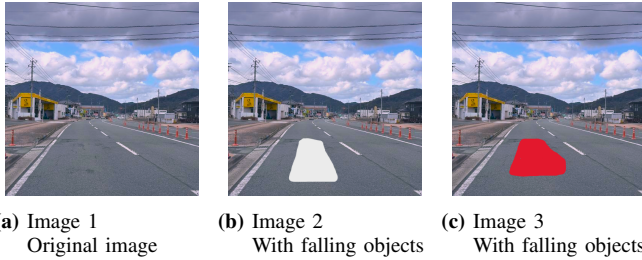 (a) Image 1
Original image
(b) Image 2
With falling objects
(c) Image 3
With falling objects